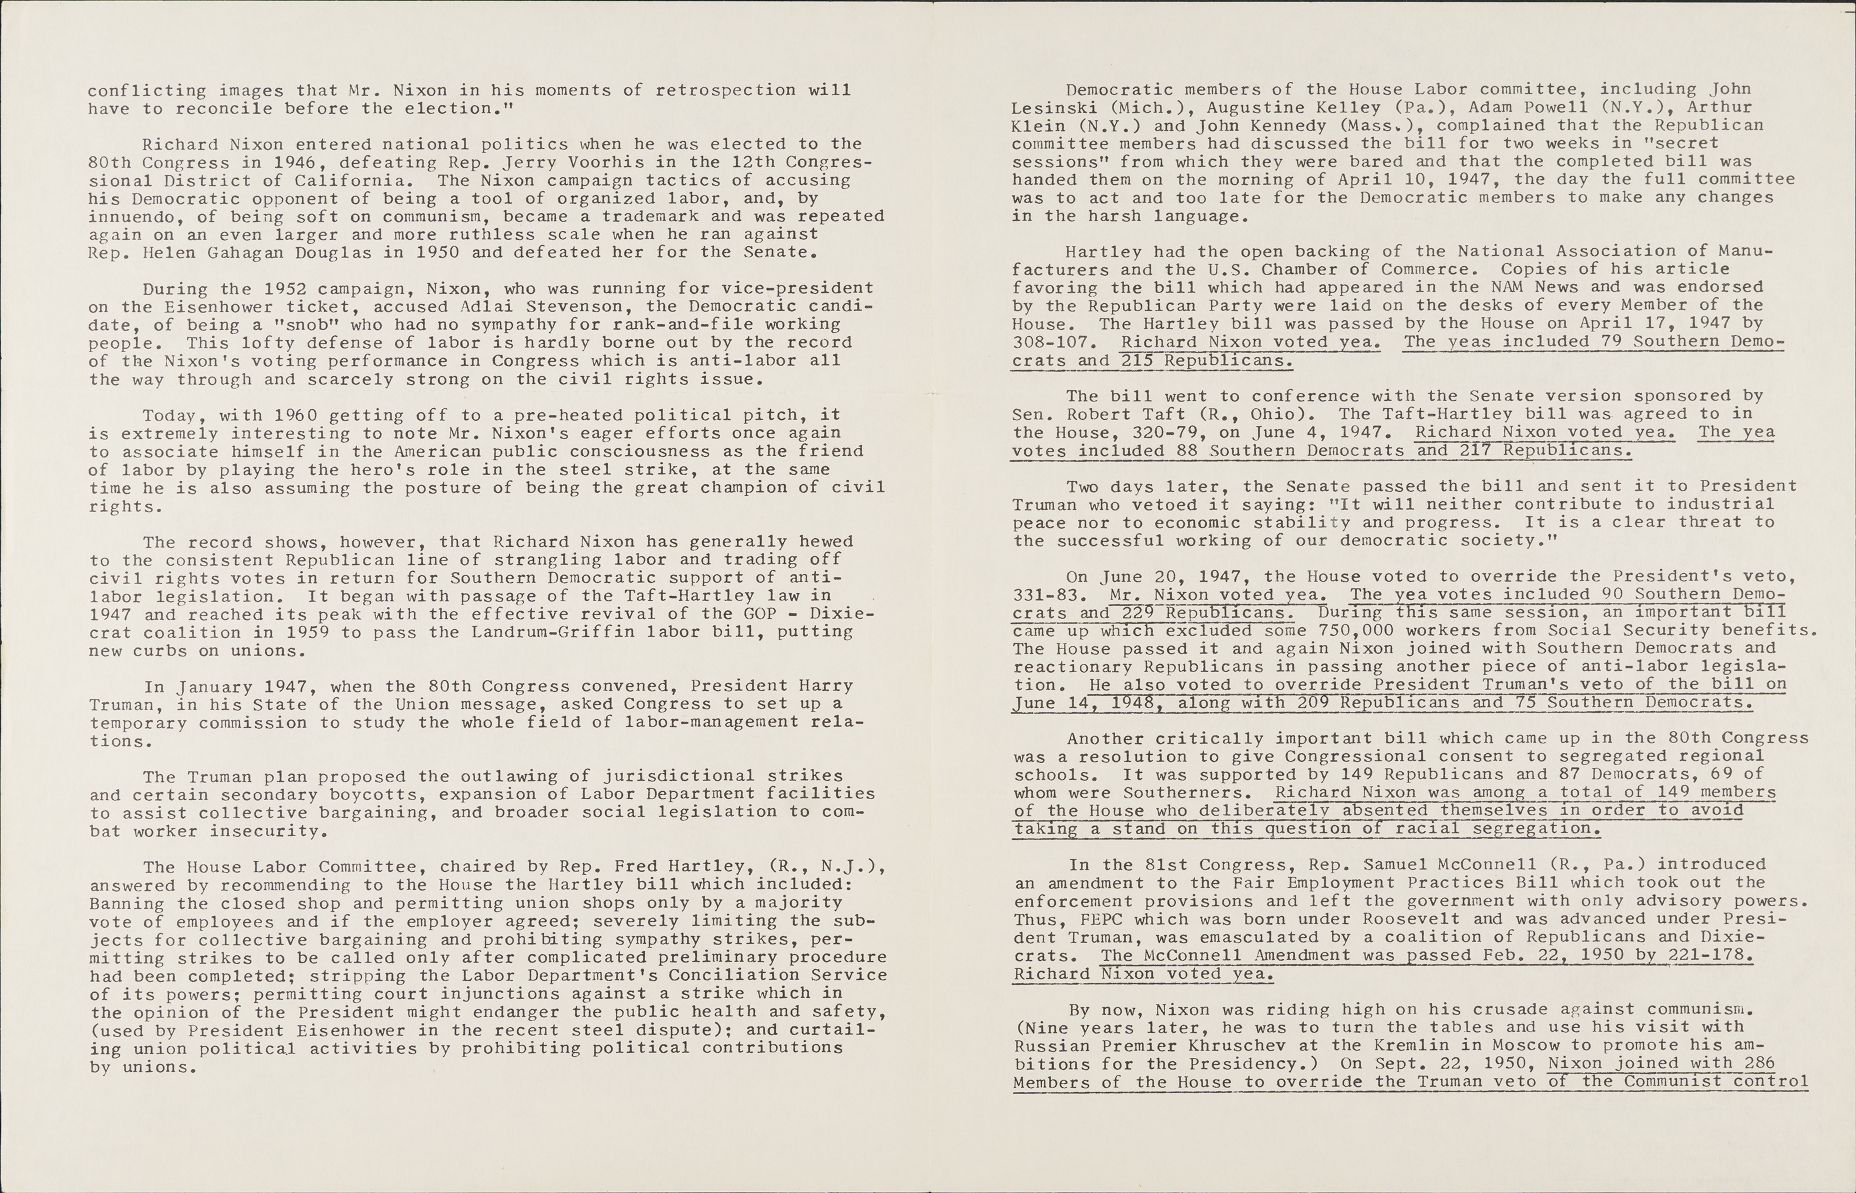 conflicting images that Mr. Nixon in his moments of retrospection will
have to reconcile before the election."
Richard Nixon entered national politics when he was elected to the
80th Congress in 1946, defeating Rep. Jerry Voorhis in the 12th Congres-
sional District of California.  The Nixon campaign tactics of accusing
his Democratic opponent of being a tool of organized labor, and, by
innuendo, of being soft on communism, became a trademark and was repeated
again on an even larger and more ruthless scale when he ran against
Rep. Helen Gahagan Douglas in 1950 and defeated her for the Senate.
During the 1952 campaign, Nixon, who was running for vice-president
on the Eisenhower ticket, accused Adlai Stevenson, the Democratic candi-
date, of being a "snob" who had no sympathy for rank-and-file working
people.  This lofty defense of labor is hardly borne out by the record
of the Nixon's voting performance in Congress which is anti-labor all
the way through and scarcely strong on the civil rights issue.
Today, with 1960 getting off to a pre-heated political pitch, it
is extremely interesting to note Mr. Nixon's eager efforts once again
to associate himself in the American public consciousness as the friend
of labor by playing the hero's role in the steel strike, at the same
time he is also assuming the posture of being the great champion of civil
rights.
The record shows, however, that Richard Nixon has generally hewed
to the consistent Republican line of strangling labor and trading off
civil rights votes in return for Southern Democratic support of anti-
labor legislation.  It began with passage of the Taft-Hartley law in
1947 and reached its peak with the effective revival of the GOP - Dixie-
crat coalition in 1959 to pass the Landrum-Griffin labor bill, putting
new curbs on unions.
In January 1947, when the 80th Congress convened, President Harry
Truman, in his State of the Union message, asked Congress to set up a
temporary commission to study the whole field of labor-management rela-
tions.
The Truman plan proposed the outlawing of jurisdictional strikes
and certain secondary boycotts, expansion of Labor Department facilities
to assist collective bargaining, and broader social legislation to com-
bat worker insecurity.
The House Labor Committee, chaired by Rep. Fred Hartley, (R., N.J.),
answered by recommending to the House the Hartley bill which included:
Banning the closed shop and permitting union shops only by a majority
vote of employees and if the employer agreed; severely limiting the sub-
jects for collective bargaining and prohibiting sympathy strikes, per-
mitting strikes to be called only after complicated preliminary procedure
had been completed; stripping the Labor Department's Conciliation Service
of its powers; permitting court injunctions against a strike which in
the opinion of the President might endanger the public health and safety,
(used by President Eisenhower in the recent steel dispute); and curtail-
ing union political activities by prohibiting political contributions
by unions.
Democratic members of the House Labor committee, including John
Lesinski (Mich.), Augustine Kelley (Pa.), Adam Powell (N.Y.), Arthur
Klein (N.Y.) and John Kennedy (Mass.), complained that the Republican
committee members had discussed the bill for two weeks in "secret
sessions" from which they were bared and that the completed bill was
handed them on the morning of April 10, 1947, the day the full committee
was to act and too late for the Democratic members to make any changes
in the harsh language.
Hartley had the open backing of the National Association of Manu-
facturers and the U.S. Chamber of Commerce.  Copies of his article
favoring the bill which had appeared in the NAM News and was endorsed
by the Republican Party were laid on the desks of every Member of the
House.  The Hartley bill was passed by the House on April 17, 1947 by
308-107.  Richard Nixon voted yea.  The yeas included 79 Southern Demo-
crats and 215 Republicans.
The bill went to conference with the Senate version sponsored by
Sen. Robert Taft (R., Ohio).  The Taft-Hartley bill was agreed to in
the House, 320-79, on June 4, 1947.  Richard Nixon voted yea.  The yea
votes included 88 Southern Democrats and 217 Republicans.
Two days later, the Senate passed the bill and sent it to President
Truman who vetoed it saying: "It will neither contribute to industrial
peace nor to economic stability and progress.  It is a clear threat to
the successful working of our democratic society."
On June 20, 1947, the House voted to override the President's veto,
331-83.  Mr. Nixon voted yea.  The yea votes included 90 Southern Demo-
crats and 229 Republicans.  During this same session, an important bill
came up which excluded some 750,000 workers from Social Security benefits.
The House passed it and again Nixon joined with Southern Democrats and
reactionary Republicans in passing another piece of anti-labor legisla-
tion.  He also voted to override President Truman's veto of the bill on
June 14, 1948, along with 209 Republicans and 75 Southern Democrats.
Another critically important bill which came up in the 80th Congress
was a resolution to give Congressional consent to segregated regional
schools.  It was supported by 149 Republicans and 87 Democrats, 69 of
whom were Southerners.  Richard Nixon was among a total of 149 members
of the House who deliberately absented themselves in order to avoid
taking a stand on this question of racial segregation.
In the 81st Congress, Rep. Samuel McConnell (R., Pa.) introduced
an amendment to the Fair Employment Practices Bill which took out the
enforcement provisions and left the government with only advisory powers.
Thus, FEPC which was born under Roosevelt and was advanced under Presi-
dent Truman, was emasculated by a coalition of Republicans and Dixie-
crats.  The McConnell Amendment was passed Feb. 22, 1950 by 221-178.
Richard Nixon voted yea.
By now, Nixon was riding high on his crusade against communism.
(Nine years later, he was to turn the tables and use his visit with
Russian Premier Khruschev at the Kremlin in Moscow to promote his am-
bitions for the Presidency.)  On Sept. 22, 1950, Nixon joined with 286
Members of the House to override the Truman veto of the Communist control